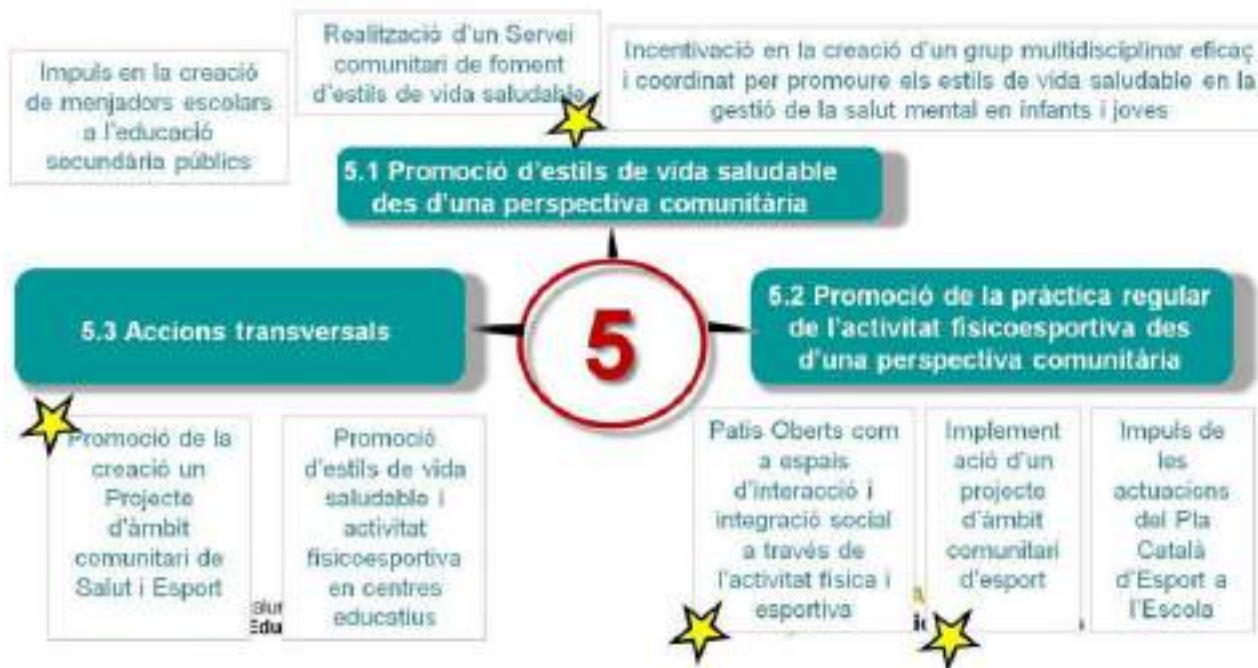 Impuls en la creació
de menjadors escolars
a l'educació
secundària públics
Realització d'un Servei
comunitari de foment
d'estils de vida saludable
Incentivació en la creació d'un grup multidisciplinar eficaç
i coordinat per promoure els estils de vida saludable en la
gestió de la salut mental en infants i joves
5.1 Promoció d'estils de vida saludable
des d'una perspectiva comunitària
5.3 Accions transversals
5
5.2 Promoció de la pràctica regular
de l'activitat fisicoesportiva des
d'una perspectiva comunitària
Promoció de la
creació un
Projecte
d'àmbit
comunitari de
Salut i Esport
Promoció
d'estils de vida
saludable i
activitat
fisicoesportiva
en centres
educatius
Patis Oberts com
a espais
d'interacció i
integració social
a través de
l'activitat física i
esportiva
Implement
ació d'un
projecte
d'àmbit
comunitari
d'esport
Impuls de
les
actuacions
del Pla
Català
d'Esport a
l'Escola